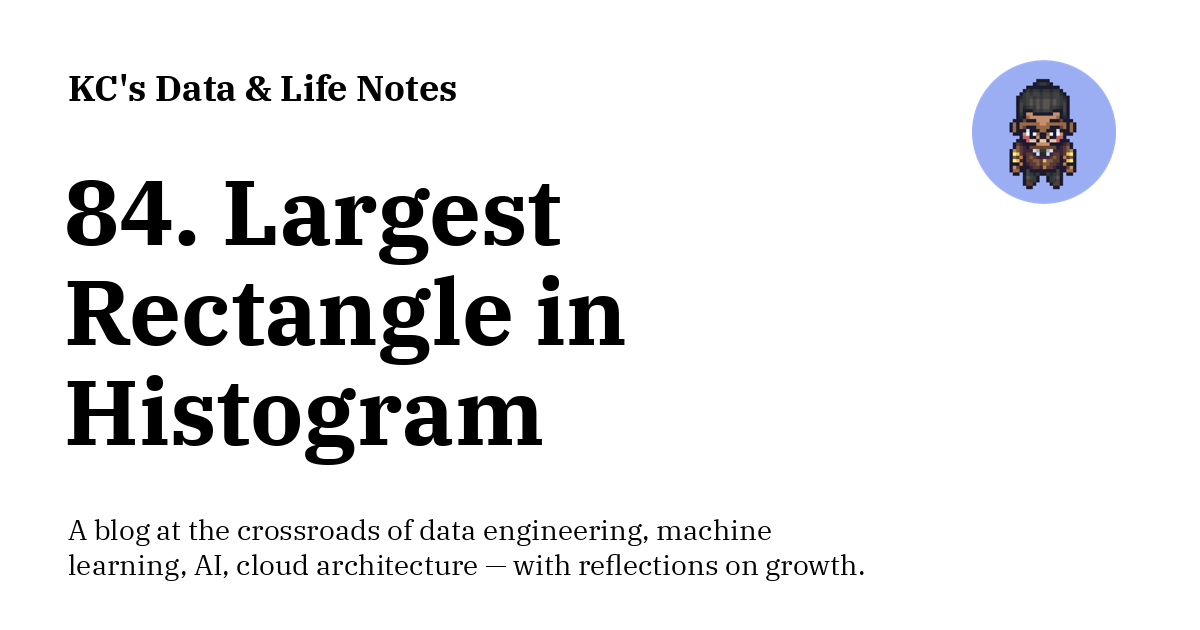 KC's Data & Life Notes
84. Largest
Rectangle in
Histogram
A blog at the crossroads of data engineering, machine
learning, AI, cloud architecture — with reflections on growth.